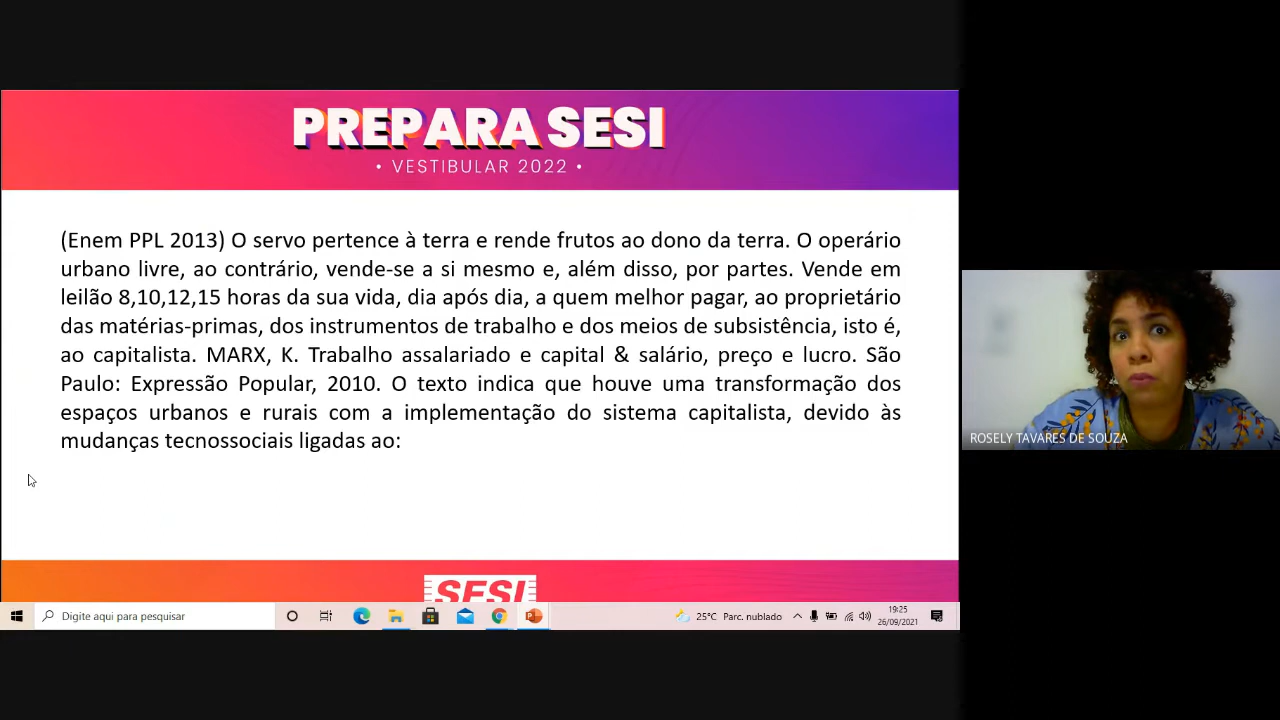 PREPARA SESI
• VESTIBULAR 2022 •
(Enem PPL 2013) O servo pertence à terra e rende frutos ao dono da terra. O operário
urbano livre, ao contrário, vende-se a si mesmo e, além disso, por partes. Vende em
leilão 8,10,12,15 horas da sua vida, dia após dia, a quem melhor pagar, ao proprietário
das matérias-primas, dos instrumentos de trabalho e dos meios de subsistência, isto é,
ao capitalista. MARX, K. Trabalho assalariado e capital & salário, preço e lucro. São
Paulo: Expressão Popular, 2010. O texto indica que houve uma transformação dos
espaços urbanos e rurais com a implementação do sistema capitalista, devido às
mudanças tecnossociais ligadas ao:
ROSELY TAVARES DE SOUZA
SESI
Digite aqui para pesquisar
25°C Parc. nublado
19:25
26/09/2021